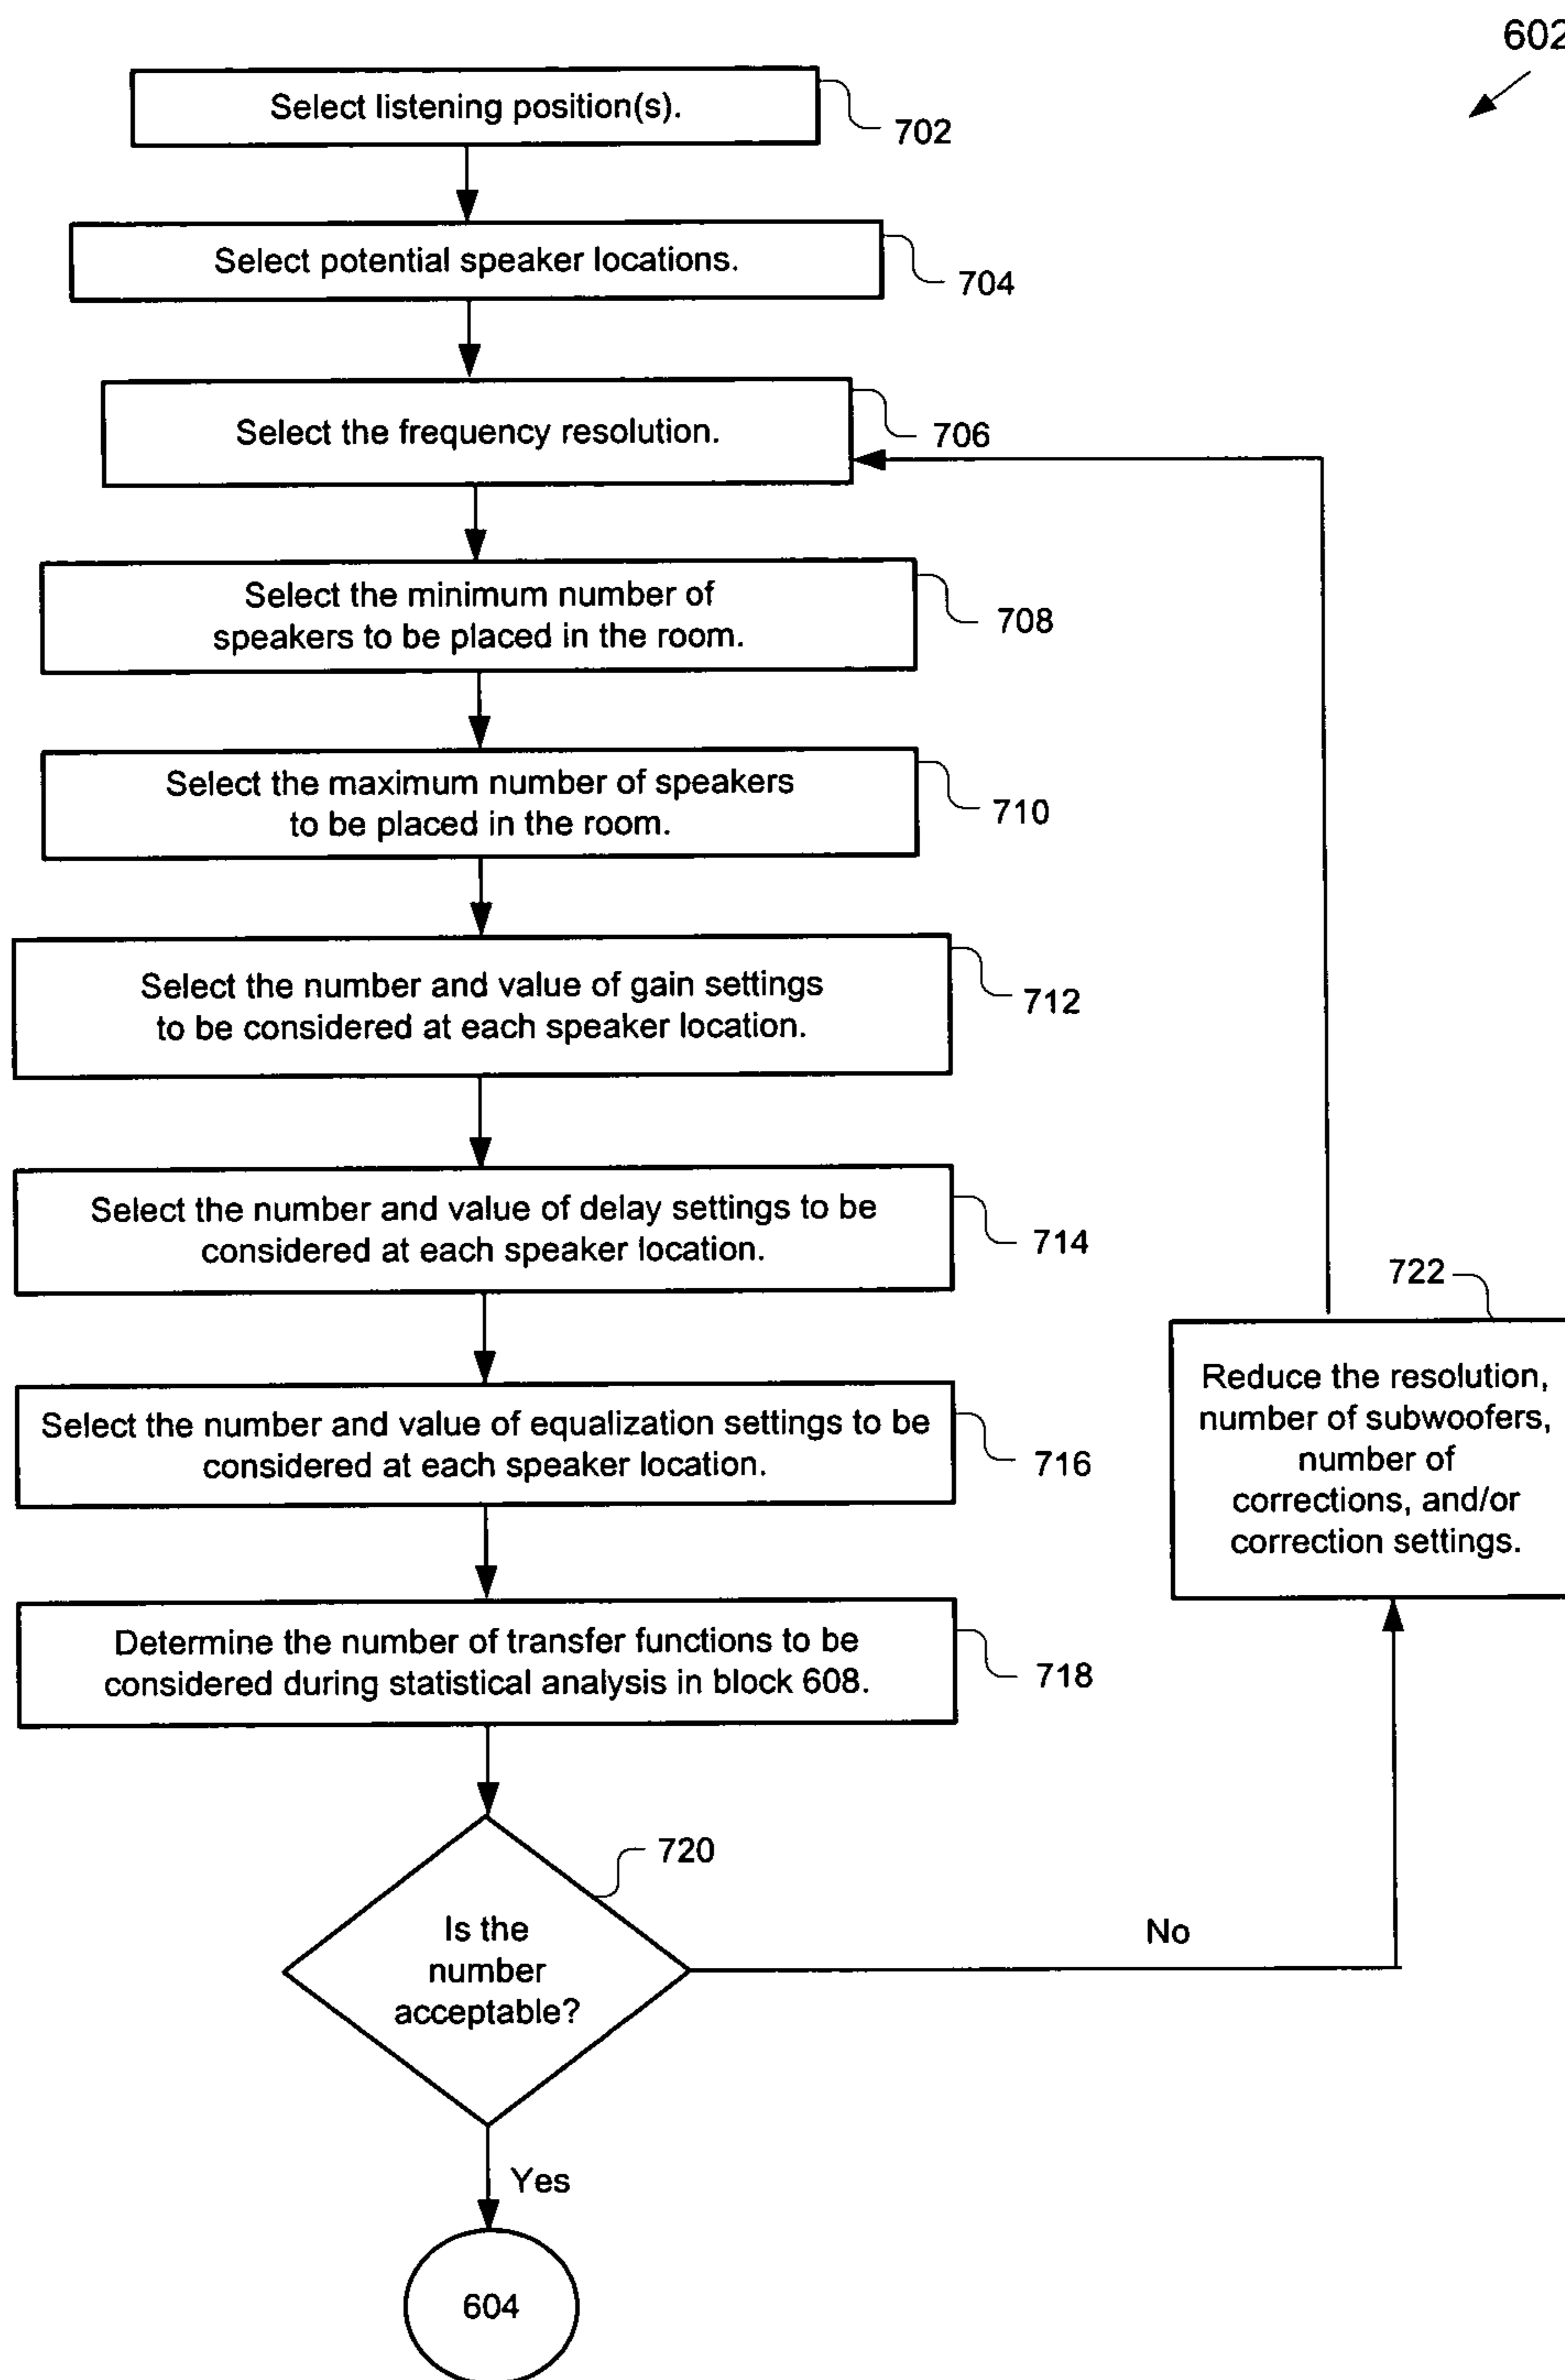 602
Select listening position(s).
702
Select potential speaker locations.
704
Select the frequency resolution.
706
Select the minimum number of
speakers to be placed in the room.
708
Select the maximum number of speakers
to be placed in the room.
710
Select the number and value of gain settings
to be considered at each speaker location.
712
Select the number and value of delay settings to be
considered at each speaker location.
714
722
Reduce the resolution,
number of subwoofers,
number of
corrections, and/or
correction settings.
Select the number and value of equalization settings to be
considered at each speaker location.
716
Determine the number of transfer functions to be
considered during statistical analysis in block 608.
718
720
Is the
number
acceptable?
No
Yes
604